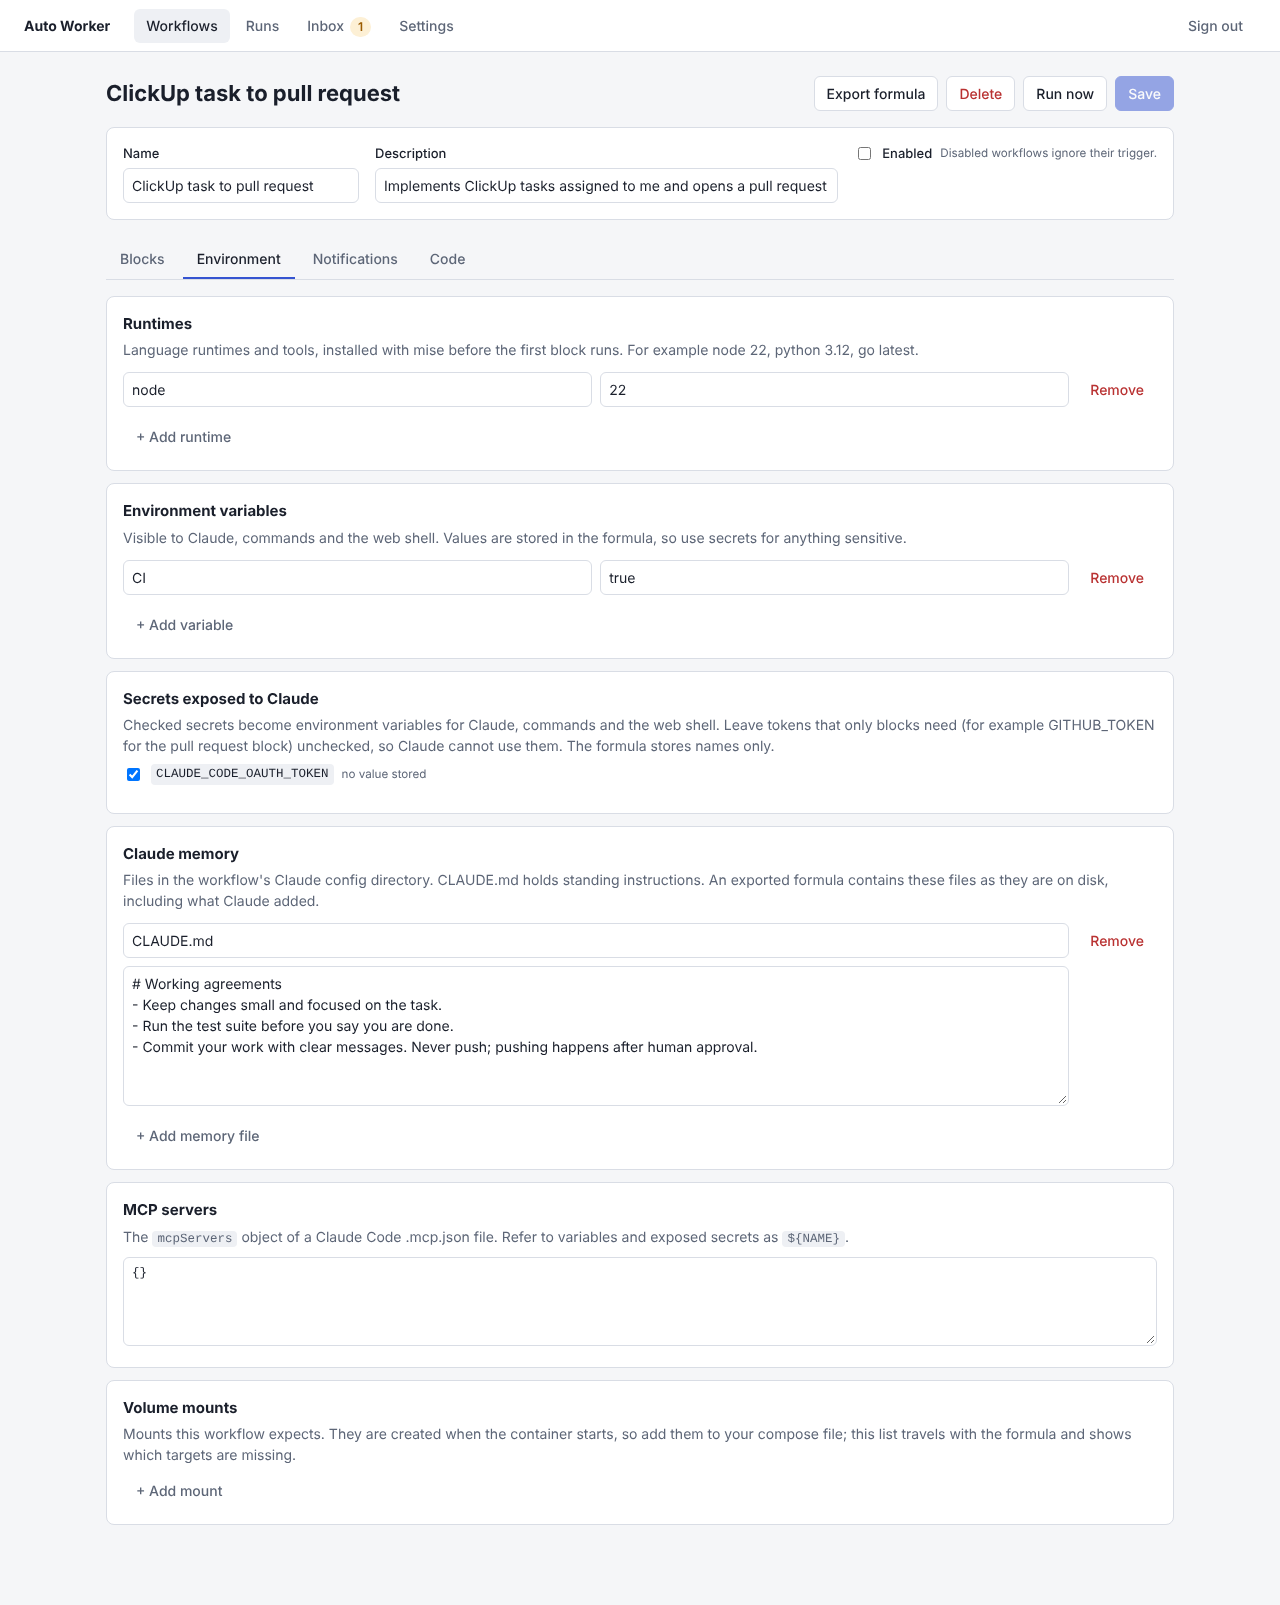 Auto Worker Workflows Runs Inbox 1 Settings Sign out
ClickUp task to pull request Export formula Delete Run now Save
Name Description Enabled Disabled workflows ignore their trigger.
ClickUp task to pull request Implements ClickUp tasks assigned to me and opens a pull request
Blocks Environment Notifications Code
Runtimes
Language runtimes and tools, installed with mise before the first block runs. For example node 22, python 3.12, go latest.
node 22 Remove
+ Add runtime
Environment variables
Visible to Claude, commands and the web shell. Values are stored in the formula, so use secrets for anything sensitive.
CI true Remove
+ Add variable
Secrets exposed to Claude
Checked secrets become environment variables for Claude, commands and the web shell. Leave tokens that only blocks need (for example GITHUB_TOKEN
for the pull request block) unchecked, so Claude cannot use them. The formula stores names only.
CLAUDE_CODE_OAUTH_TOKEN no value stored
Claude memory
Files in the workflow's Claude config directory. CLAUDE.md holds standing instructions. An exported formula contains these files as they are on disk,
including what Claude added.
CLAUDE.md Remove
# Working agreements
- Keep changes small and focused on the task.
- Run the test suite before you say you are done.
- Commit your work with clear messages. Never push; pushing happens after human approval.
+ Add memory file
MCP servers
The mcpServers object of a Claude Code .mcp.json file. Refer to variables and exposed secrets as ${NAME}.
{}
Volume mounts
Mounts this workflow expects. They are created when the container starts, so add them to your compose file; this list travels with the formula and shows
which targets are missing.
+ Add mount